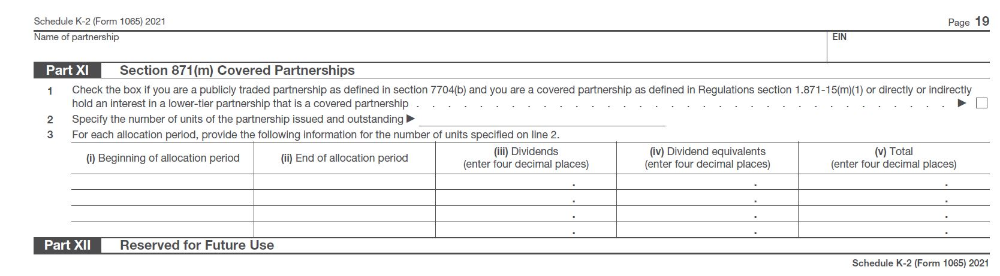 Schedule K-2 (Form 1065) 2021 Page 19
Name of partnership EIN
Part XI Section 871(m) Covered Partnerships
1 Check the box if you are a publicly traded partnership as defined in section 7704(b) and you are a covered partnership as defined in Regulations section 1.871-15(m)(1) or directly or indirectly
hold an interest in a lower-tier partnership that is a covered partnership . . . . . . . . . . . . . . . . . . . . . . . . . . . . . . . . . . ▶
2 Specify the number of units of the partnership issued and outstanding ▶
3 For each allocation period, provide the following information for the number of units specified on line 2.
(i) Beginning of allocation period (ii) End of allocation period (iii) Dividends (iv) Dividend equivalents (v) Total
(enter four decimal places) (enter four decimal places) (enter four decimal places)
. . .
. . .
. . .
. . .
Part XII Reserved for Future Use
Schedule K-2 (Form 1065) 2021